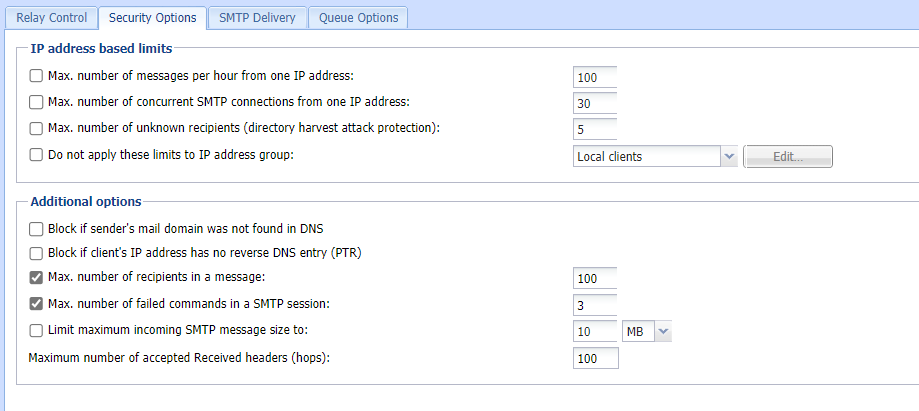 Relay Control Security Options SMTP Delivery Queue Options
IP address based limits
Max. number of messages per hour from one IP address: 100
Max. number of concurrent SMTP connections from one IP address: 30
Max. number of unknown recipients (directory harvest attack protection): 5
Do not apply these limits to IP address group: Local clients Edit...
Additional options
Block if sender's mail domain was not found in DNS
Block if client's IP address has no reverse DNS entry (PTR)
Max. number of recipients in a message: 100
Max. number of failed commands in a SMTP session: 3
Limit maximum incoming SMTP message size to: 10 MB
Maximum number of accepted Received headers (hops): 100